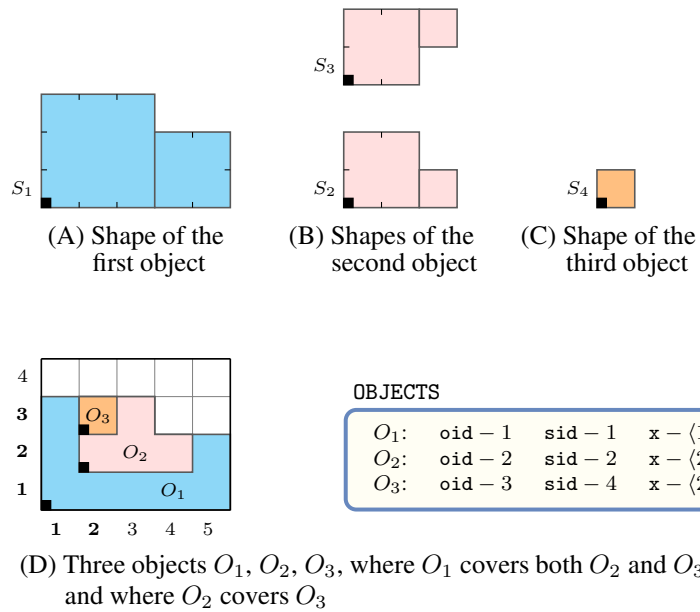 S3
S1
S2
S4
(A) Shape of the
first object
(B) Shapes of the
second object
(C) Shape of the
third object
4
3
2
1
O3
O2
O1
1 2 3 4 5
OBJECTS
O1: oid − 1 sid − 1 x − ⟨1
O2: oid − 2 sid − 2 x − ⟨2
O3: oid − 3 sid − 4 x − ⟨2
(D) Three objects O1, O2, O3, where O1 covers both O2 and O3
and where O2 covers O3